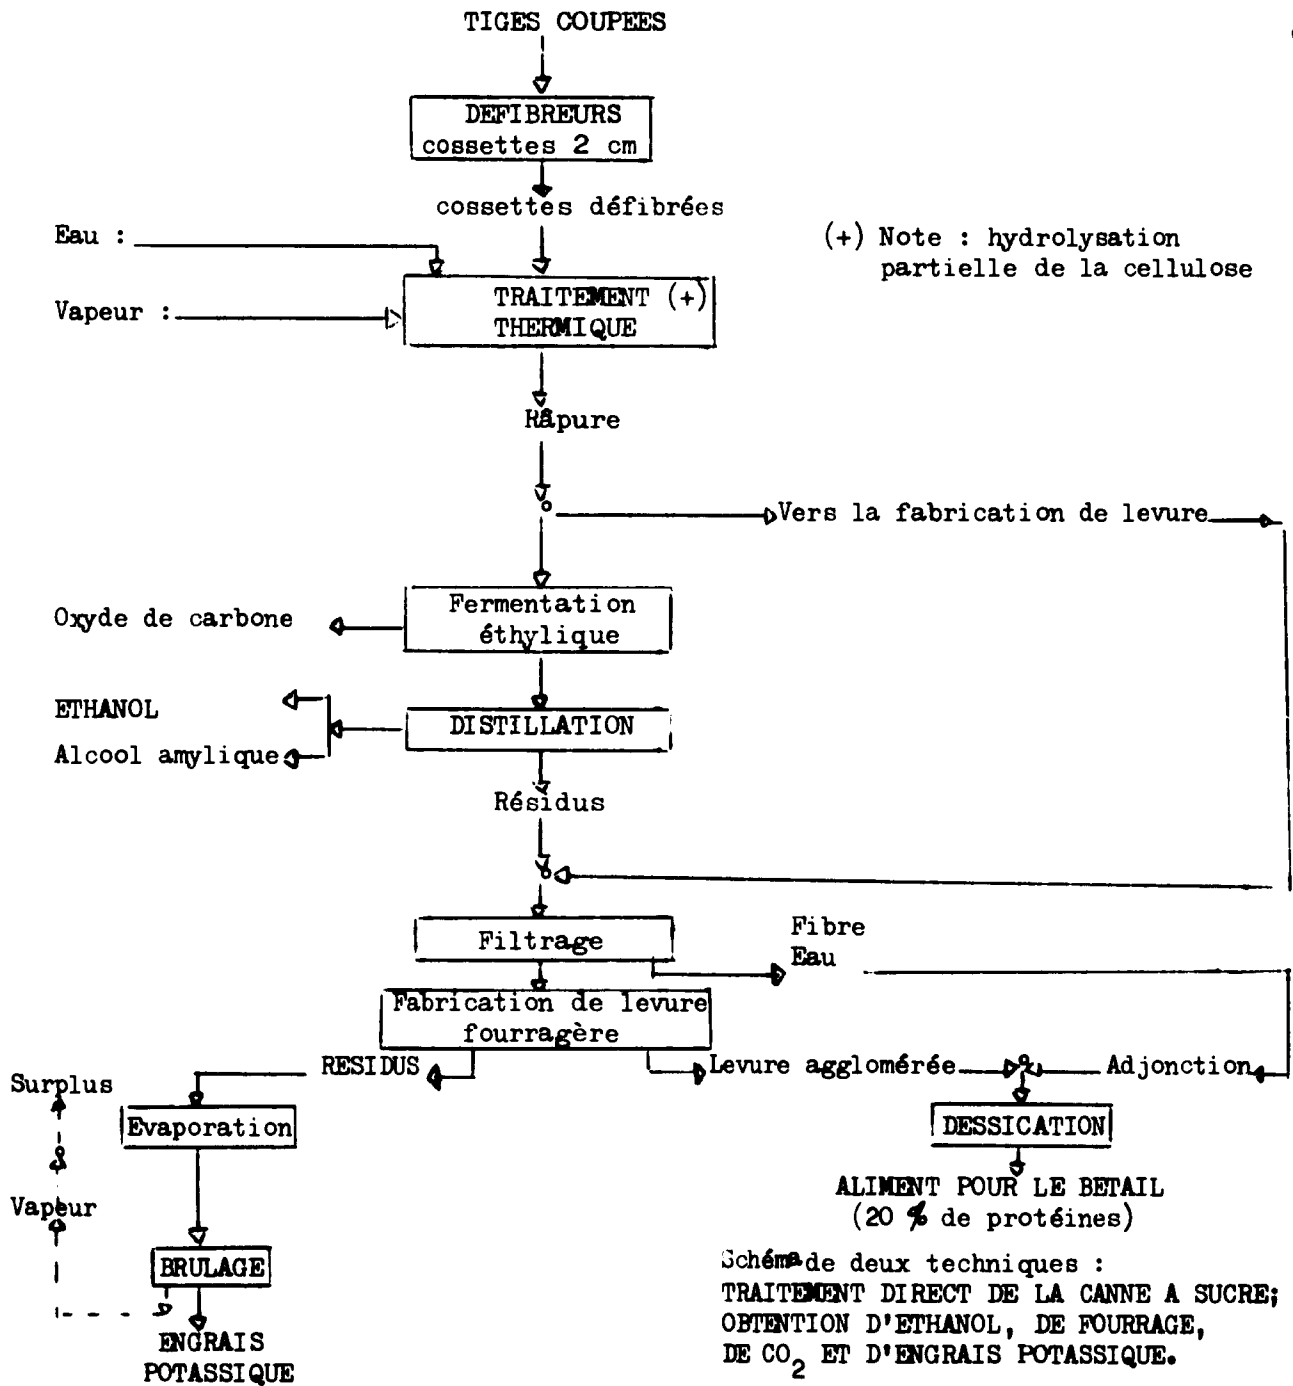 TIGES COUPEES
DEFIBREURS
cossettes 2 cm
cossettes défibrées
Eau :
(+) Note : hydrolysation
partielle de la cellulose
TRAITEMENT (+)
THERMIQUE
Vapeur :
Râpure
Vers la fabrication de levure
Fermentation
éthylique
Oxyde de carbone
ETHANOL
DISTILLATION
Alcool amylique
Résidus
Filtrage
Fibre
Eau
Fabrication de levure
fourragère
RESIDUS
Levure agglomérée
Adjonction
Surplus
Evaporation
DESSICATION
Vapeur
ALIMENT POUR LE BETAIL
(20 % de protéines)
BRULAGE
ENGRAIS
POTASSIQUE
Schéma de deux techniques :
TRAITEMENT DIRECT DE LA CANNE A SUCRE;
OBTENTION D'ETHANOL, DE FOURRAGE,
DE CO2 ET D'ENGRAIS POTASSIQUE.